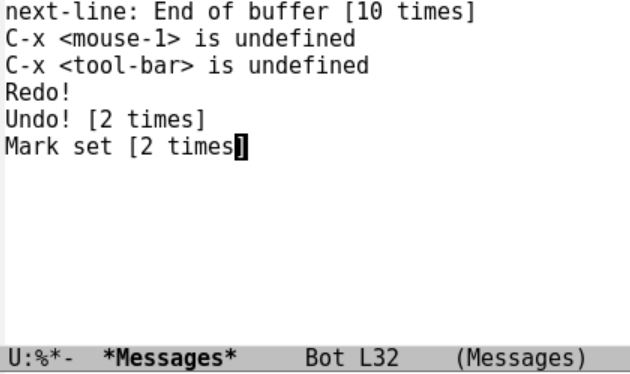 next-line: End of buffer [10 times]
C-x <mouse-1> is undefined
C-x <tool-bar> is undefined
Redo!
Undo! [2 times]
Mark set [2 times]
U:%*-  *Messages*     Bot L32    (Messages)